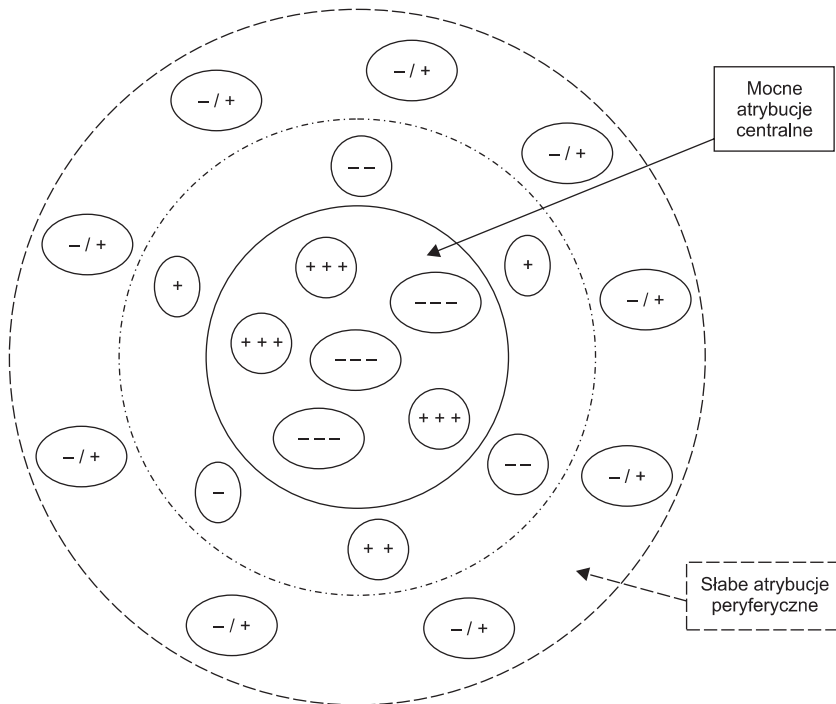 – / +
– / +
Mocne
atrybucje
centralne
– / +
– –
– / +
+
+
+ + +
– – –
– / +
+ + +
– – –
+ + +
– – –
– / +
– –
– / +
–
+ +
Słabe atrybucje
peryferyczne
– / +
– / +